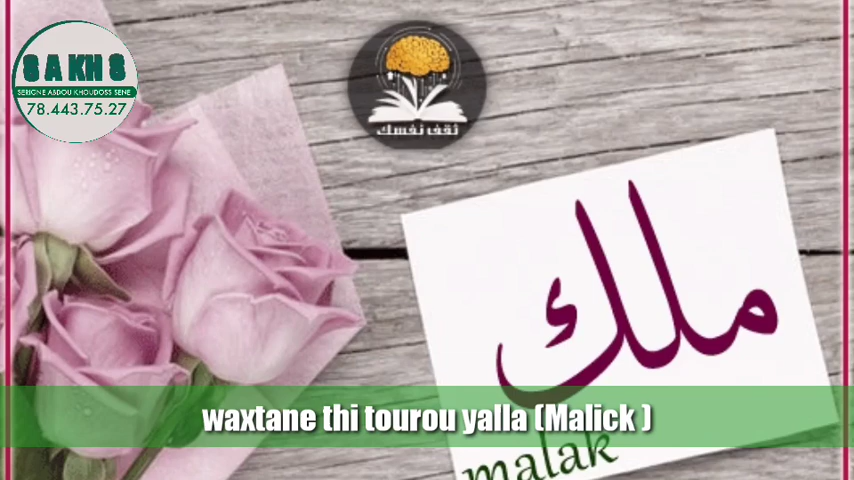 SAKHS
SERIGNE ABDOU KHOUDOSS SENE
78.443.75.27
ثقف نفسك
ملك
malak
waxtane thi tourou yalla (Malick )